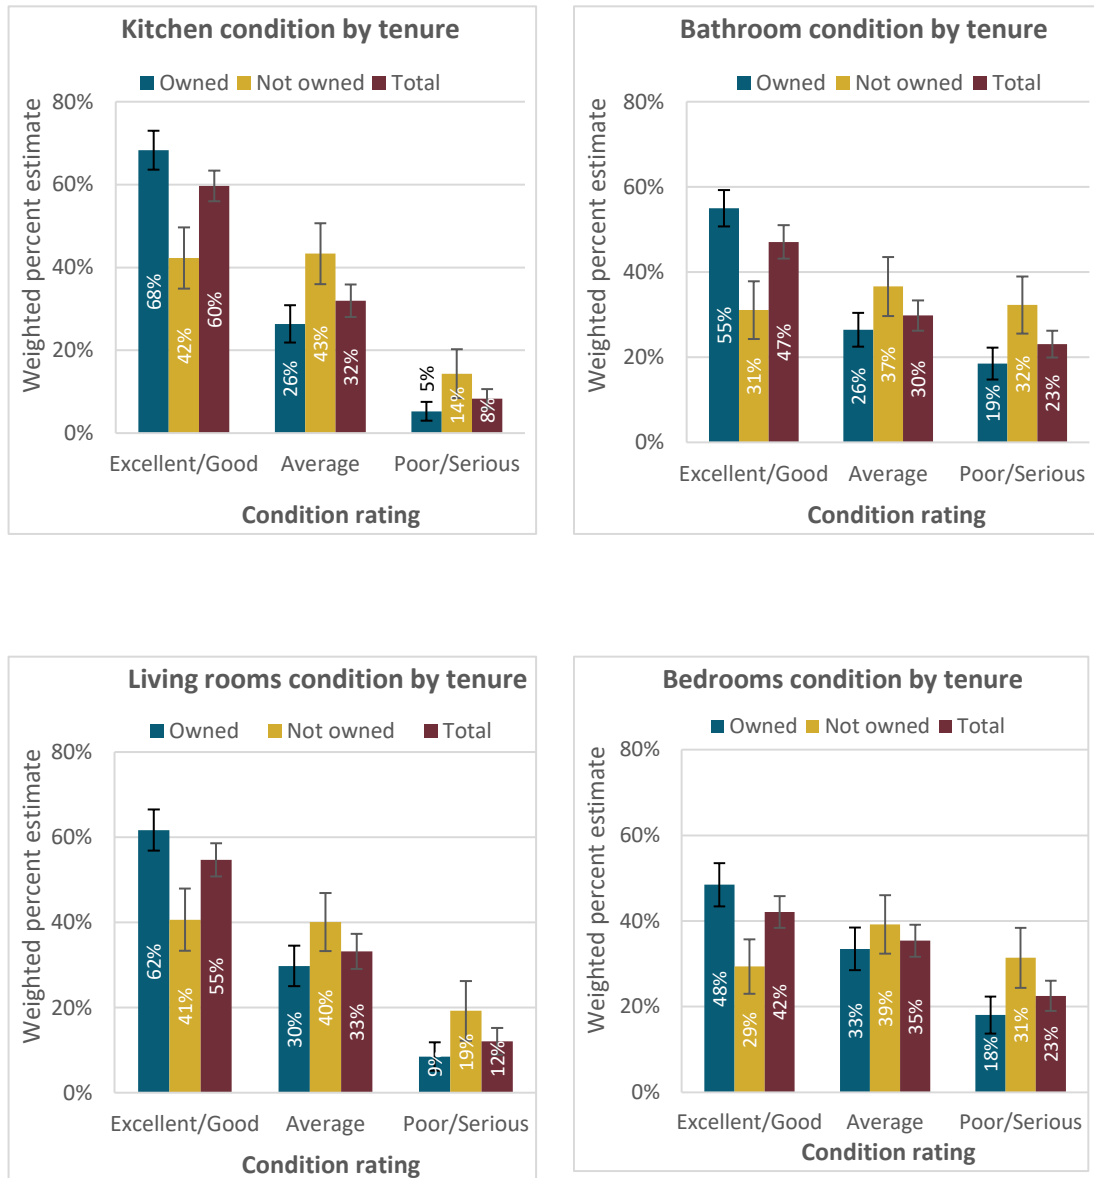 Kitchen condition by tenure
Owned Not owned Total
Weighted percent estimate
80%
60%
40%
20%
0%
68%
42%
60%
26%
43%
32%
5%
14%
8%
Excellent/Good Average Poor/Serious
Condition rating
Bathroom condition by tenure
Owned Not owned Total
Weighted percent estimate
80%
60%
40%
20%
0%
55%
31%
47%
26%
37%
30%
19%
32%
23%
Excellent/Good Average Poor/Serious
Condition rating
Living rooms condition by tenure
Owned Not owned Total
Weighted percent estimate
80%
60%
40%
20%
0%
62%
41%
55%
30%
40%
33%
9%
19%
12%
Excellent/Good Average Poor/Serious
Condition rating
Bedrooms condition by tenure
Owned Not owned Total
Weighted percent estimate
80%
60%
40%
20%
0%
48%
29%
42%
33%
39%
35%
18%
31%
23%
Excellent/Good Average Poor/Serious
Condition rating